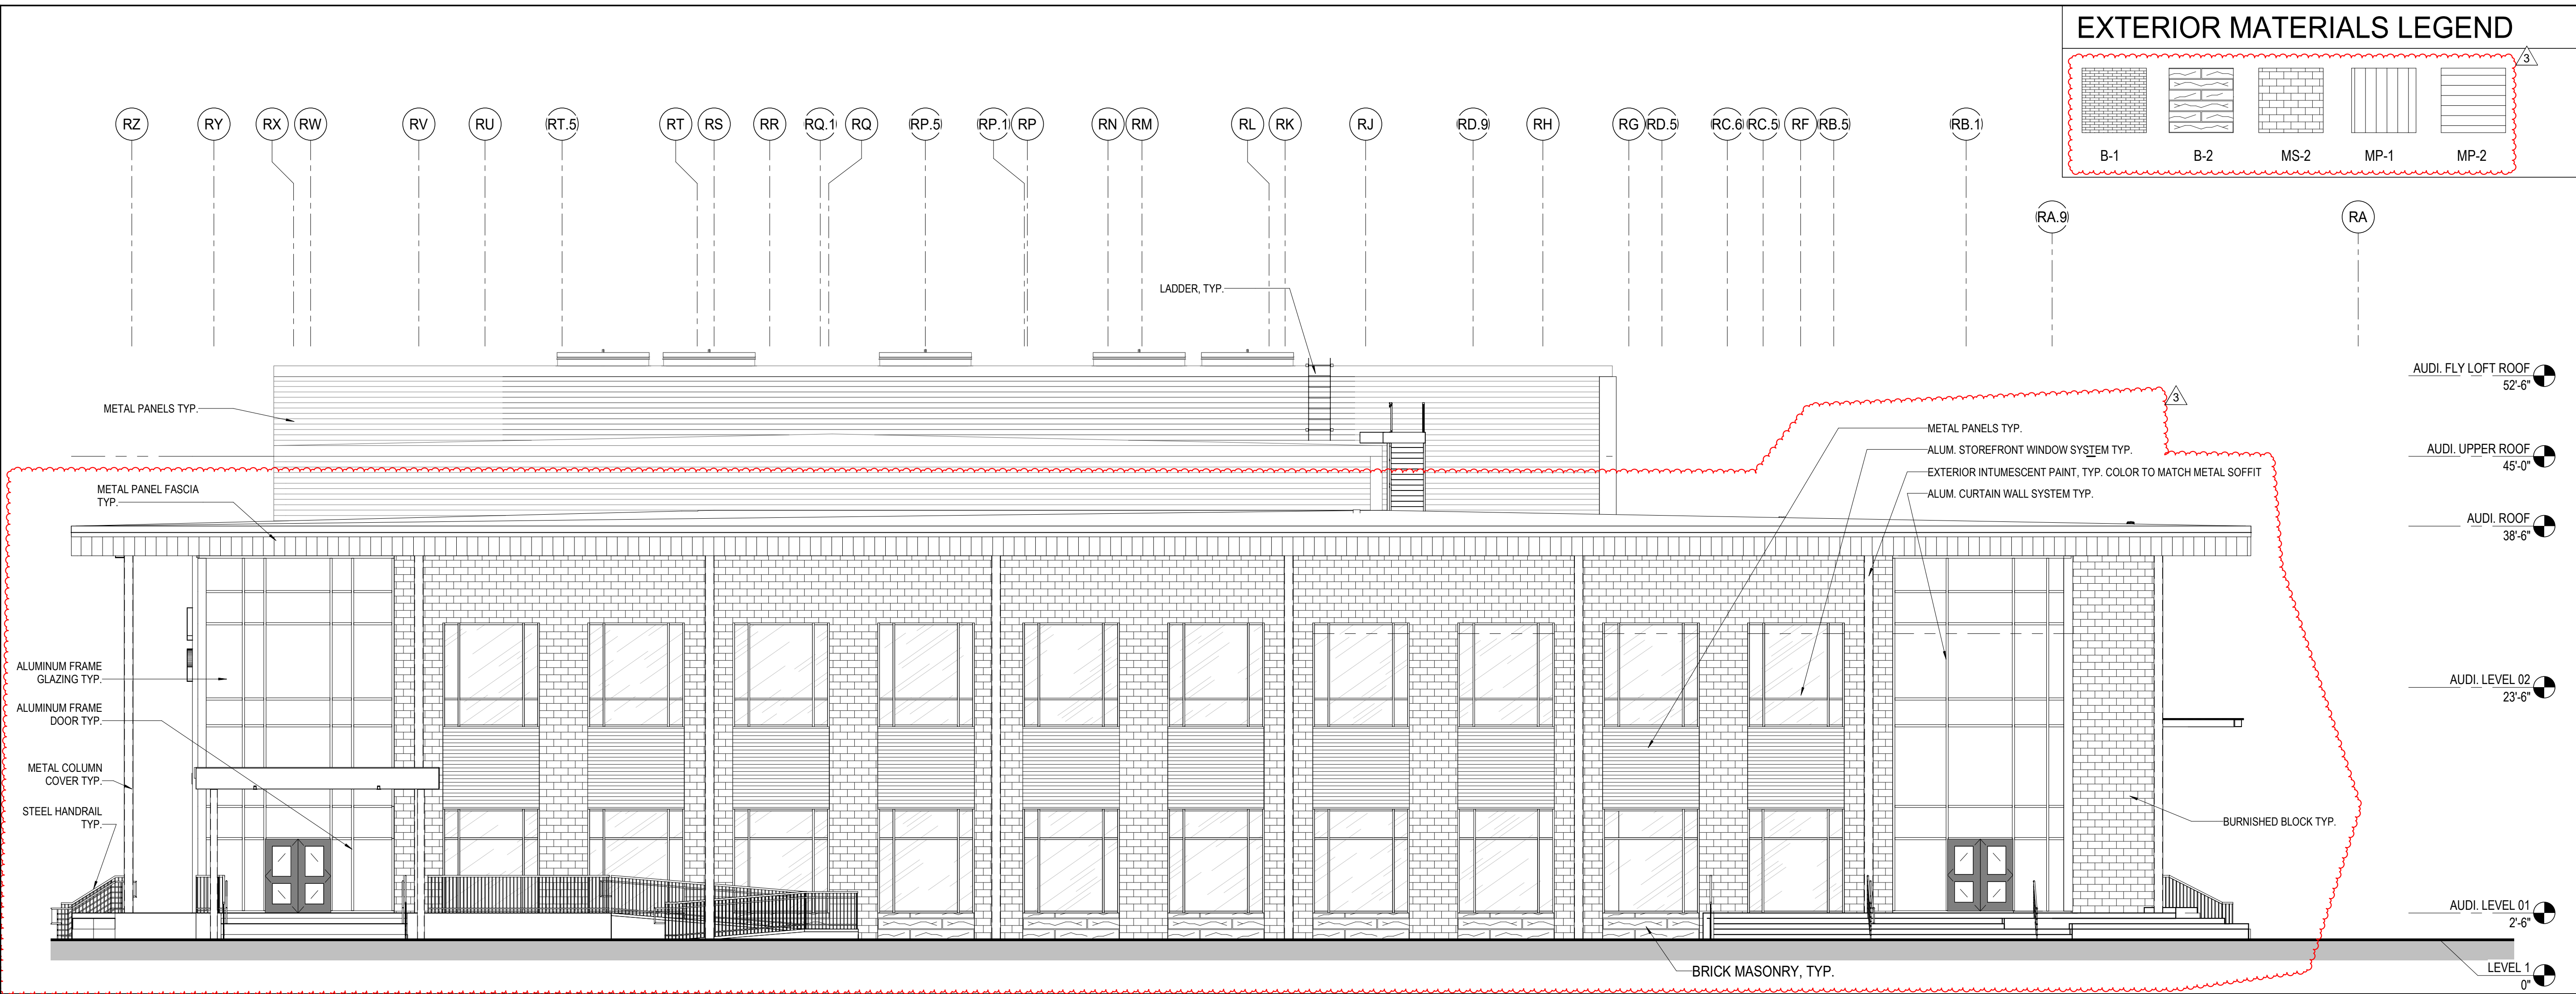 EXTERIOR MATERIALS LEGEND
3
B-1 B-2 MS-2 MP-1 MP-2
RZ RY RX RW RV RU RT.5 RT RS RR RQ.1 RQ RP.5 RP.1 RP RN RM RL RK RJ RD.9 RH RG RD.5 RC.6 RC.5 RF RB.5 RB.1
RA.9 RA
LADDER, TYP.
AUDI. FLY LOFT ROOF
52'-6"
3
METAL PANELS TYP.
METAL PANELS TYP.
ALUM. STOREFRONT WINDOW SYSTEM TYP.
AUDI. UPPER ROOF
45'-0"
EXTERIOR INTUMESCENT PAINT, TYP. COLOR TO MATCH METAL SOFFIT
ALUM. CURTAIN WALL SYSTEM TYP.
METAL PANEL FASCIA
TYP.
AUDI. ROOF
38'-6"
ALUMINUM FRAME
GLAZING TYP.
AUDI. LEVEL 02
23'-6"
ALUMINUM FRAME
DOOR TYP.
METAL COLUMN
COVER TYP.
STEEL HANDRAIL
TYP.
BURNISHED BLOCK TYP.
AUDI. LEVEL 01
2'-6"
BRICK MASONRY, TYP.
LEVEL 1
0"